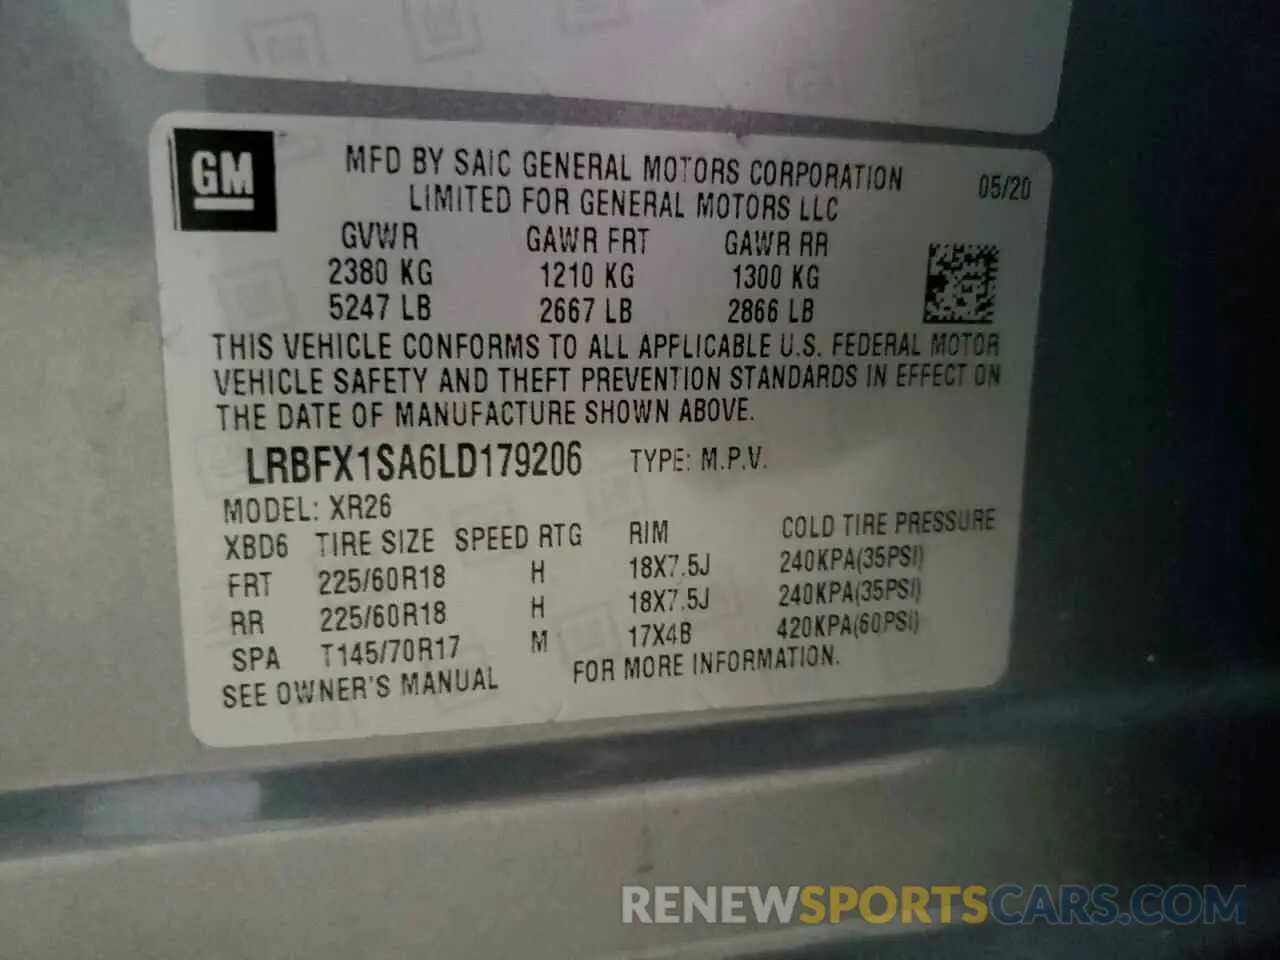 GM
MFD BY SAIC GENERAL MOTORS CORPORATION
LIMITED FOR GENERAL MOTORS LLC
05/20
GVWR GAWR FRT GAWR RR
2380 KG 1210 KG 1300 KG
5247 LB 2667 LB 2866 LB
THIS VEHICLE CONFORMS TO ALL APPLICABLE U.S. FEDERAL MOTOR
VEHICLE SAFETY AND THEFT PREVENTION STANDARDS IN EFFECT ON
THE DATE OF MANUFACTURE SHOWN ABOVE.
LRBFX1SA6LD179206 TYPE: M.P.V.
MODEL: XR26
XBD6 TIRE SIZE SPEED RTG RIM COLD TIRE PRESSURE
FRT 225/60R18 H 18X7.5J 240KPA(35PSI)
RR 225/60R18 H 18X7.5J 240KPA(35PSI)
SPA T145/70R17 M 17X4B 420KPA(60PSI)
SEE OWNER'S MANUAL FOR MORE INFORMATION.
RENEWSPORTSCARS.COM